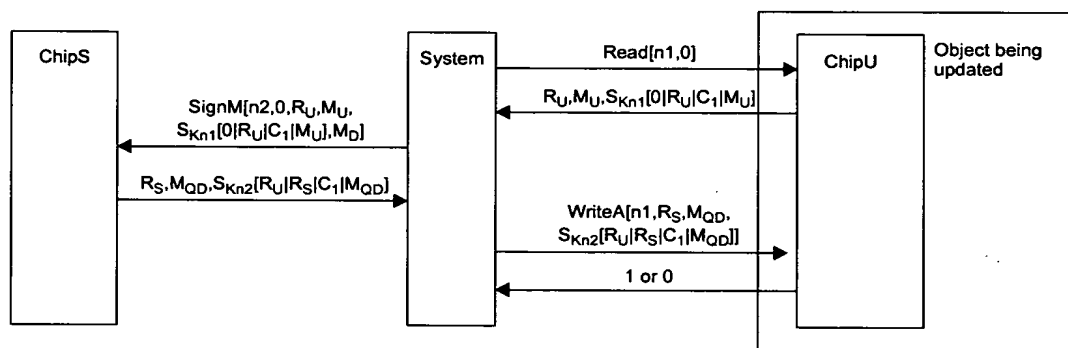 ChipS
System
ChipU
Object being
updated
Read[n1,0]
R_U,M_U,S_Kn1[0|R_U|C_1|M_U]
SignM[n2,0,R_U,M_U,
S_Kn1[0|R_U|C_1|M_U],M_D]
R_S,M_QD,S_Kn2[R_U|R_S|C_1|M_QD]
WriteA[n1,R_S,M_QD,
S_Kn2[R_U|R_S|C_1|M_QD]]
1 or 0